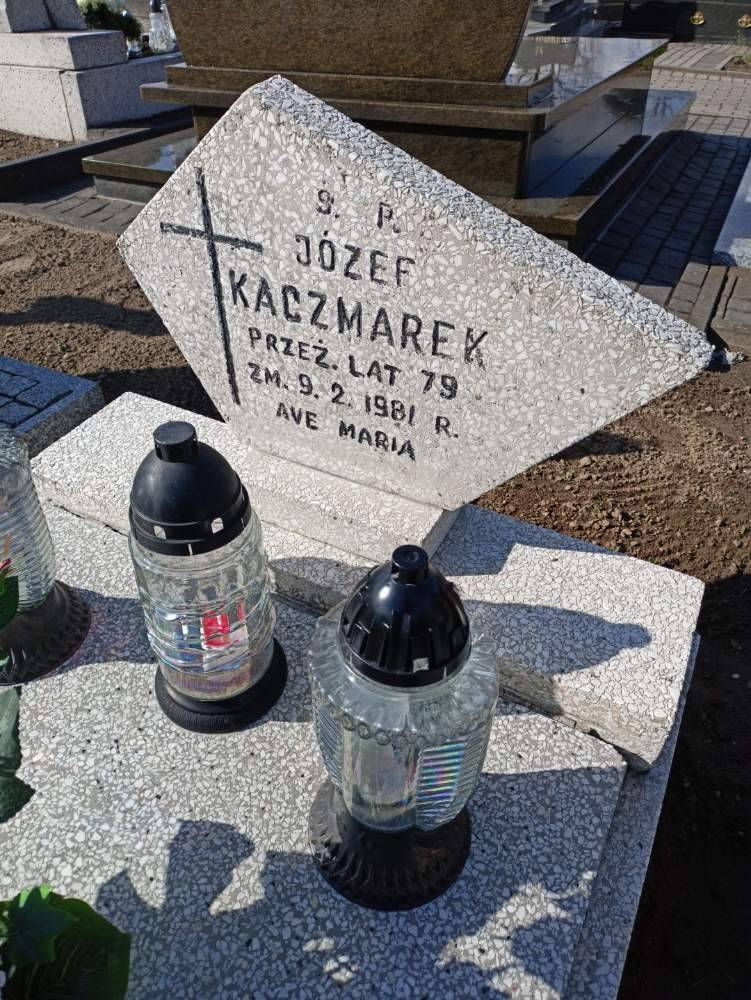 Ś. P.
JÓZEF
KACZMAREK
PRZEŻ. LAT 79
ZM. 9. 2. 1981 R.
AVE MARIA